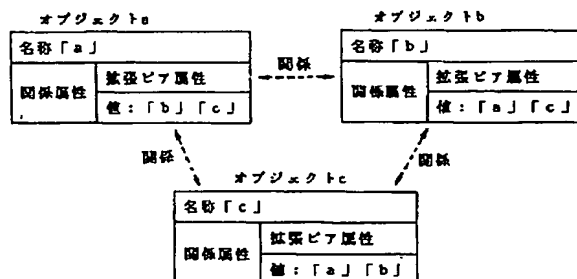 オブジェクトa
名称「a」
関係属性
拡張ピア属性
値：「b」「c」
関係
オブジェクトb
名称「b」
関係属性
拡張ピア属性
値：「a」「c」
関係
関係
オブジェクトc
名称「c」
関係属性
拡張ピア属性
値：「a」「b」